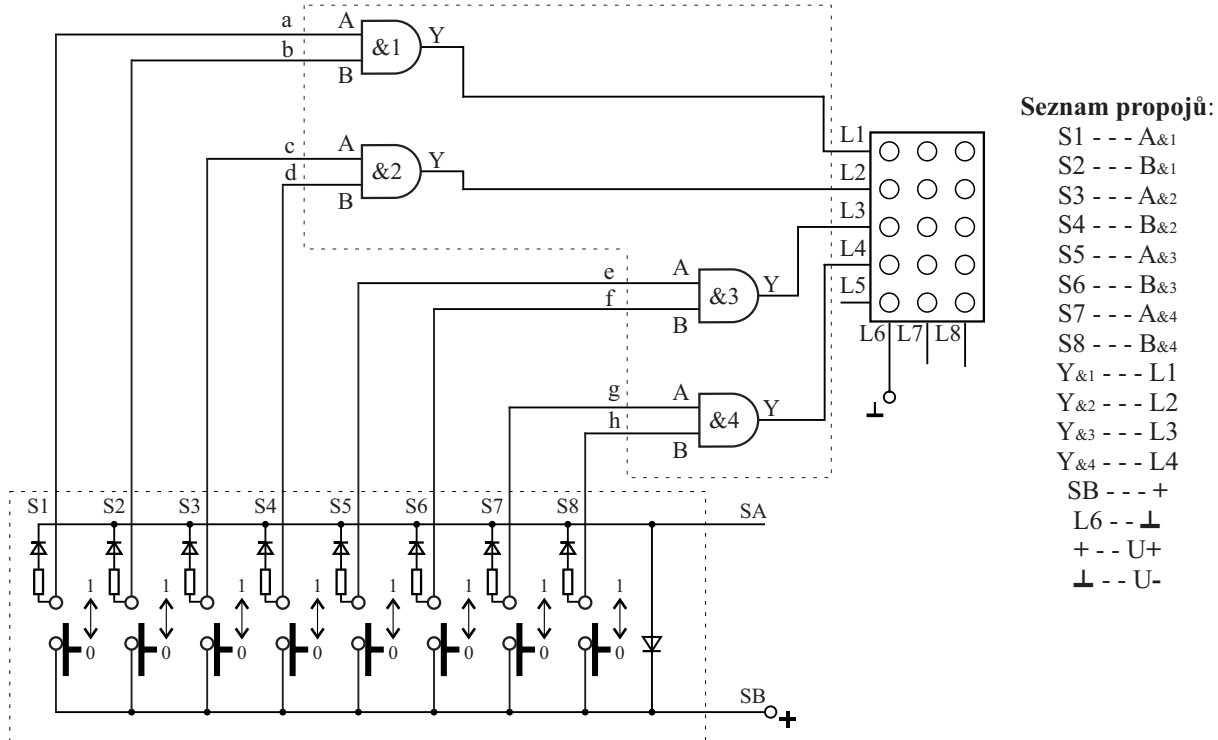 a A Y
&1
b B
c A Y
&2
d B
L1
L2
L3
L4
L5
L6 L7 L8
e A Y
&3
f B
g A Y
&4
h B
S1 S2 S3 S4 S5 S6 S7 S8 SA
1 1 1 1 1 1 1 1
0 0 0 0 0 0 0 0
SB +
Seznam propojů:
S1 - - - A&1
S2 - - - B&1
S3 - - - A&2
S4 - - - B&2
S5 - - - A&3
S6 - - - B&3
S7 - - - A&4
S8 - - - B&4
Y&1 - - - L1
Y&2 - - - L2
Y&3 - - - L3
Y&4 - - - L4
SB - - - +
L6 - - ⊥
+ - - U+
⊥ - - U-